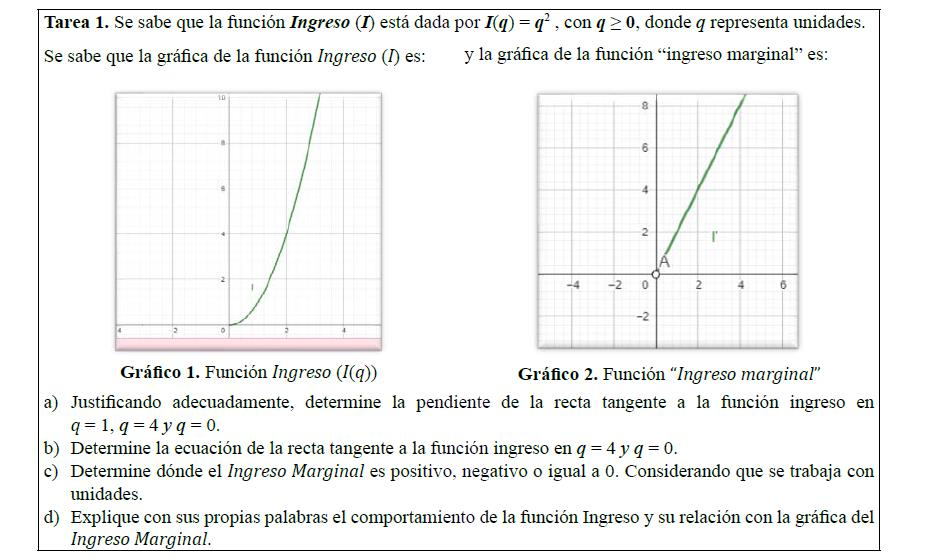 Tarea 1. Se sabe que la función Ingreso (I) está dada por I(q) = q², con q ≥ 0, donde q representa unidades.
Se sabe que la gráfica de la función Ingreso (I) es:
y la gráfica de la función “ingreso marginal” es:
10
8
6
4
2
I
4
2
0
2
4
8
6
4
2
I'
A
-4
-2
0
2
4
6
-2
Gráfico 1. Función Ingreso (I(q))
Gráfico 2. Función “Ingreso marginal”
a) Justificando adecuadamente, determine la pendiente de la recta tangente a la función ingreso en
q = 1, q = 4 y q = 0.
b) Determine la ecuación de la recta tangente a la función ingreso en q = 4 y q = 0.
c) Determine dónde el Ingreso Marginal es positivo, negativo o igual a 0. Considerando que se trabaja con
unidades.
d) Explique con sus propias palabras el comportamiento de la función Ingreso y su relación con la gráfica del
Ingreso Marginal.